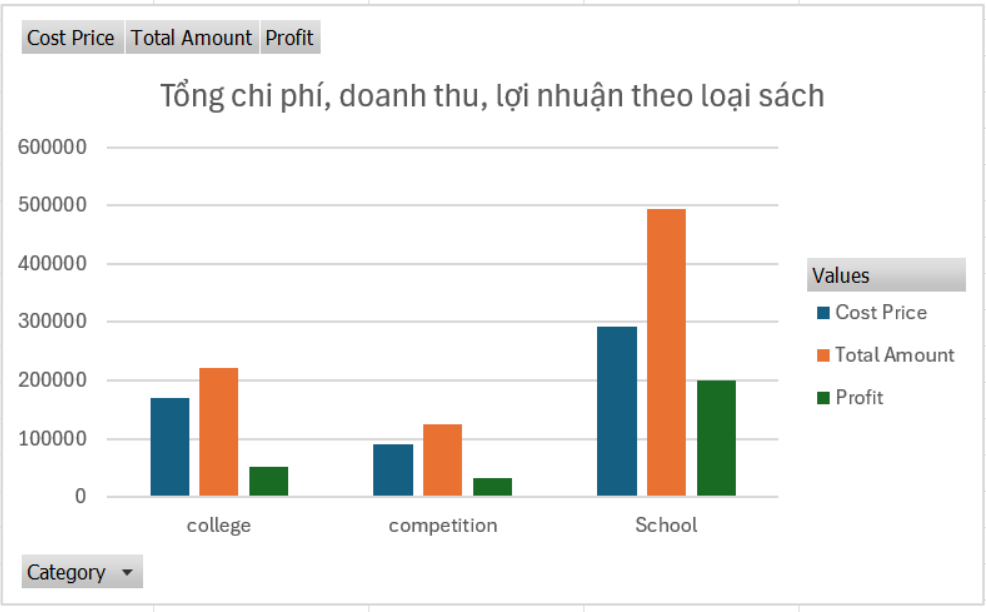 Cost Price Total Amount Profit
Tổng chi phí, doanh thu, lợi nhuận theo loại sách
600000
500000
400000
300000
200000
100000
0
college competition School
Values
Cost Price
Total Amount
Profit
Category